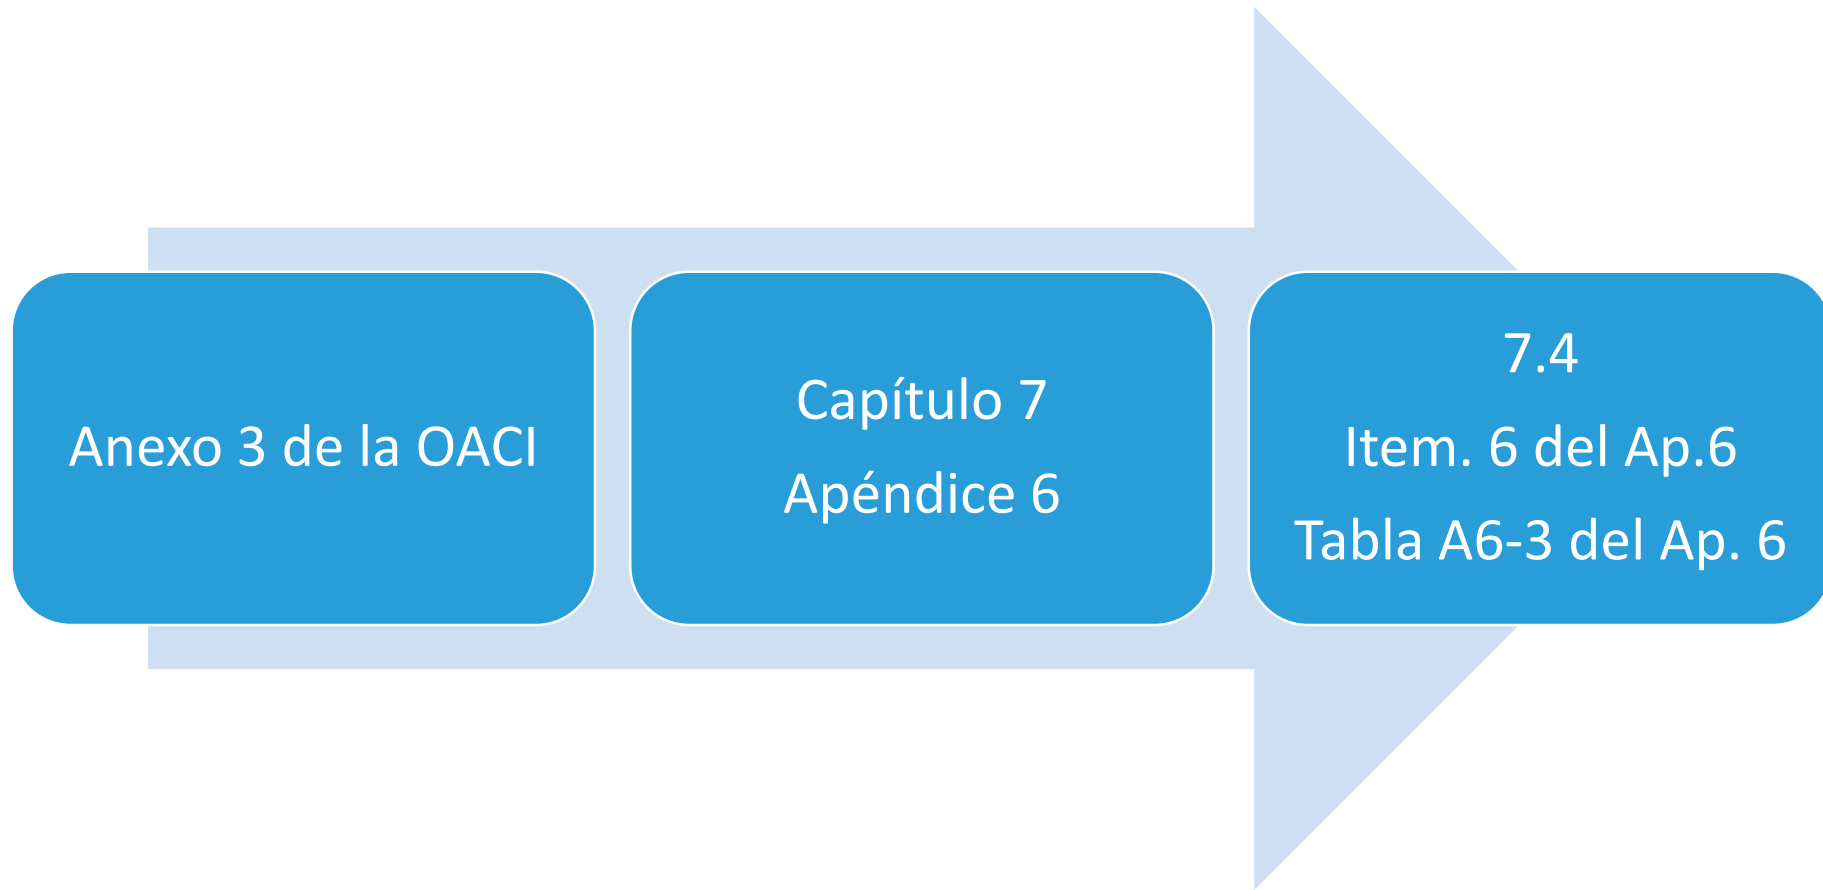 Anexo 3 de la OACI
Capítulo 7
Apéndice 6
7.4
Item. 6 del Ap.6
Tabla A6-3 del Ap. 6